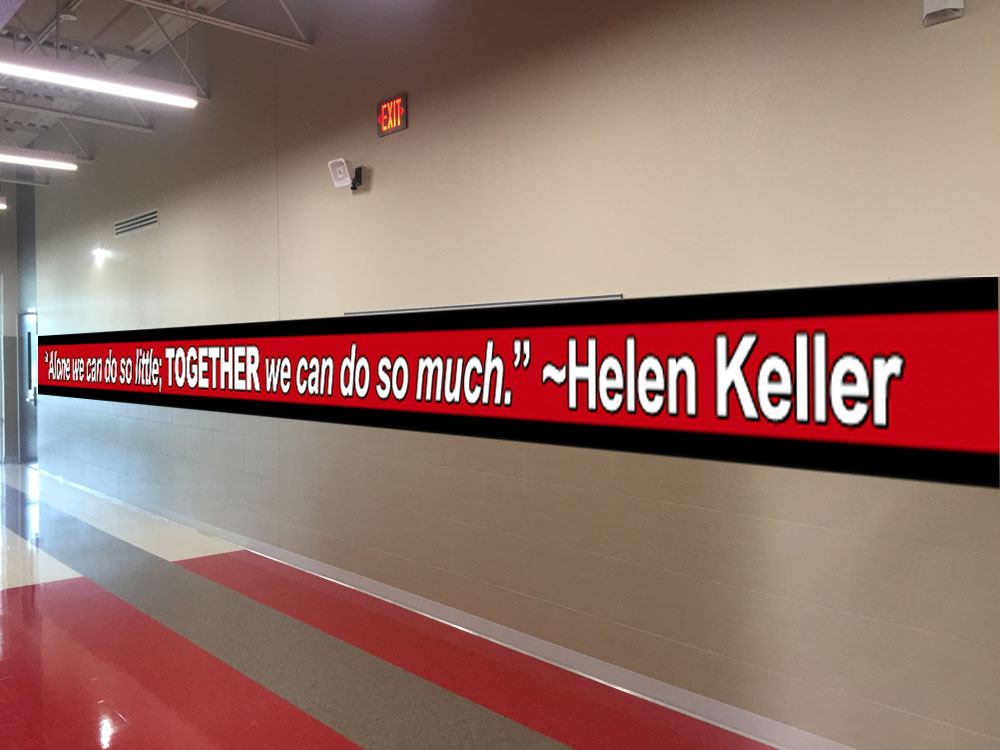 EXIT
"Alone we can do so little; TOGETHER we can do so much.” ~Helen Keller